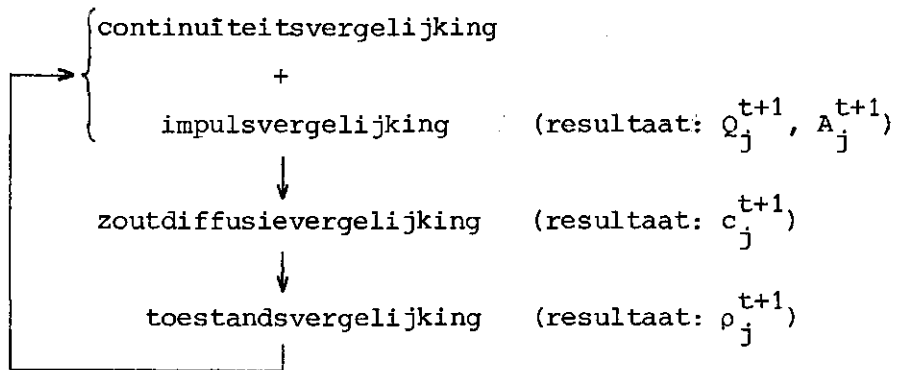 continuïteitsvergelijking
+
impulsvergelijking (resultaat: Q_j^{t+1}, A_j^{t+1})
zoutdiffusievergelijking (resultaat: c_j^{t+1})
toestandsvergelijking (resultaat: ρ_j^{t+1})